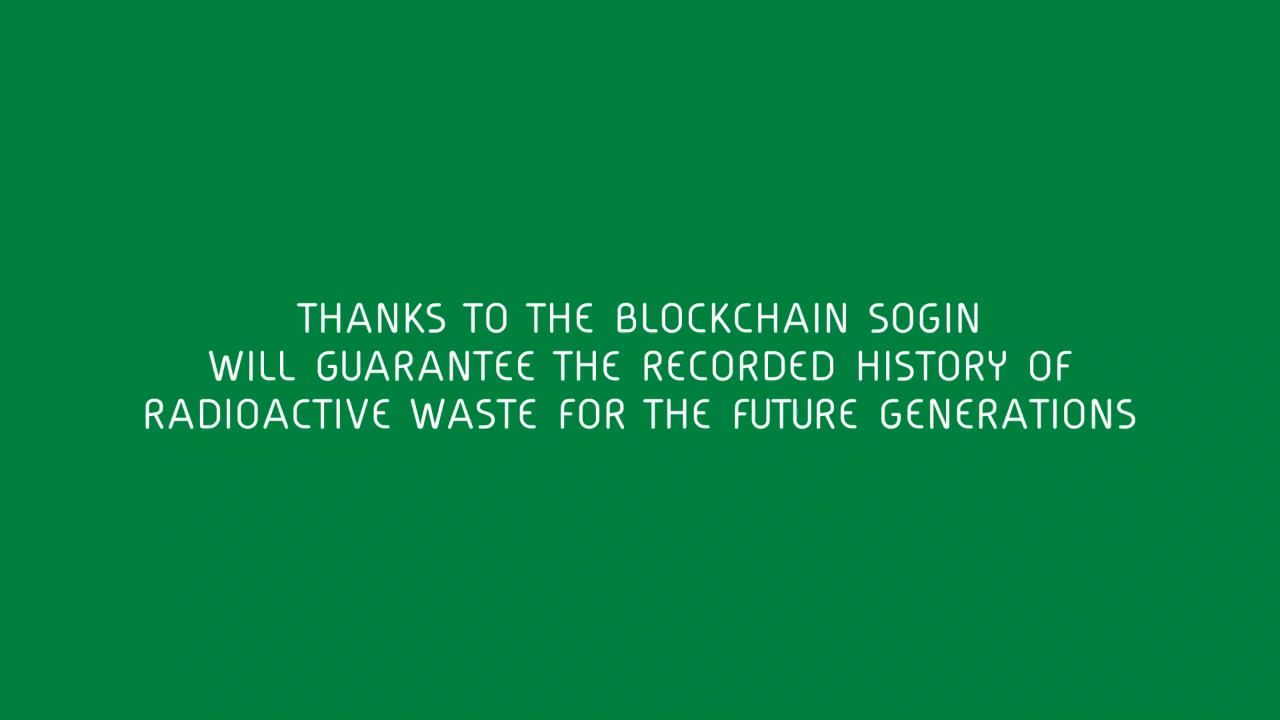 THANKS TO THE BLOCKCHAIN SOGIN
WILL GUARANTEE THE RECORDED HISTORY OF
RADIOACTIVE WASTE FOR THE FUTURE GENERATIONS